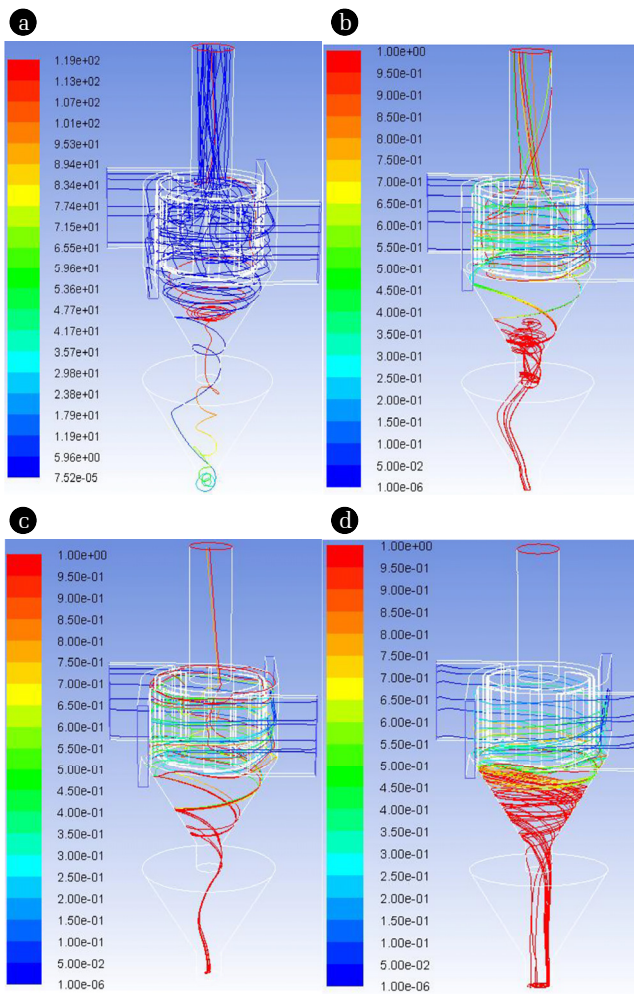 a
1.19e+02
1.13e+02
1.07e+02
1.01e+02
9.53e+01
8.94e+01
8.34e+01
7.74e+01
7.15e+01
6.55e+01
5.96e+01
5.36e+01
4.77e+01
4.17e+01
3.57e+01
2.98e+01
2.38e+01
1.79e+01
1.19e+01
5.96e+00
7.52e-05
b
1.00e+00
9.50e-01
9.00e-01
8.50e-01
8.00e-01
7.50e-01
7.00e-01
6.50e-01
6.00e-01
5.50e-01
5.00e-01
4.50e-01
4.00e-01
3.50e-01
3.00e-01
2.50e-01
2.00e-01
1.50e-01
1.00e-01
5.00e-02
1.00e-06
c
1.00e+00
9.50e-01
9.00e-01
8.50e-01
8.00e-01
7.50e-01
7.00e-01
6.50e-01
6.00e-01
5.50e-01
5.00e-01
4.50e-01
4.00e-01
3.50e-01
3.00e-01
2.50e-01
2.00e-01
1.50e-01
1.00e-01
5.00e-02
1.00e-06
d
1.00e+00
9.50e-01
9.00e-01
8.50e-01
8.00e-01
7.50e-01
7.00e-01
6.50e-01
6.00e-01
5.50e-01
5.00e-01
4.50e-01
4.00e-01
3.50e-01
3.00e-01
2.50e-01
2.00e-01
1.50e-01
1.00e-01
5.00e-02
1.00e-06